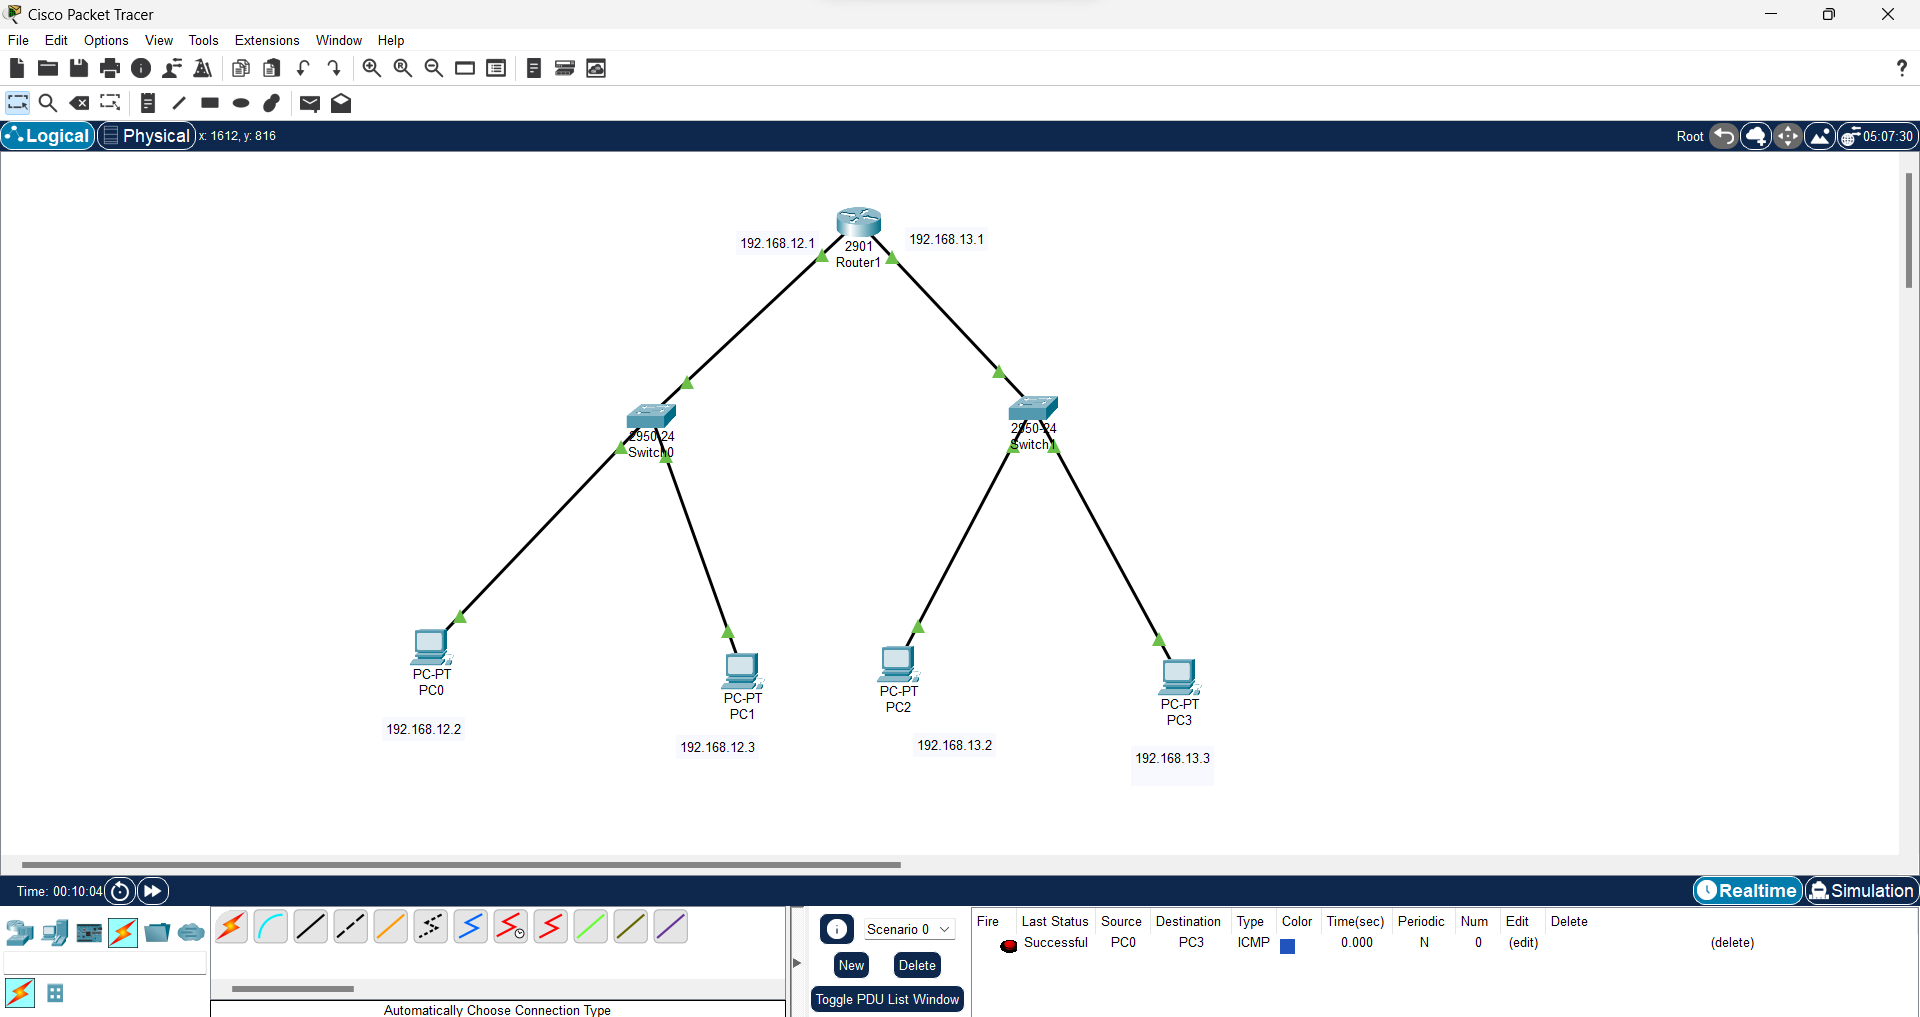 Cisco Packet Tracer
File Edit Options View Tools Extensions Window Help
?
Logical Physical x: 1612, y: 816 Root 05:07:30
192.168.12.1
192.168.13.1
2901
Router1
2950-24
Switch0
2950-24
Switch1
PC-PT
PC0
192.168.12.2
PC-PT
PC1
192.168.12.3
PC-PT
PC2
192.168.13.2
PC-PT
PC3
192.168.13.3
Time: 00:10:04 Realtime Simulation
Scenario 0
New Delete
Toggle PDU List Window
Fire Last Status Source Destination Type Color Time(sec) Periodic Num Edit Delete
Successful PC0 PC3 ICMP 0.000 N 0 (edit) (delete)
Automatically Choose Connection Type